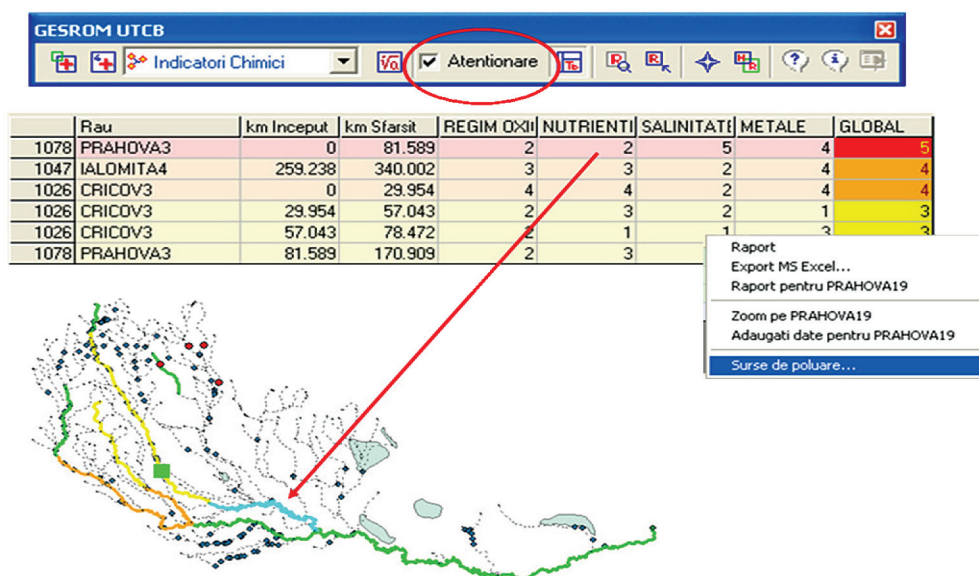 GESROM UTCB
Indicatori Chimici Atentionare
Rau km Inceput km Sfarsit REGIM OXII NUTRIENTI SALINITATE METALE GLOBAL
1078 PRAHOVA3 0 81.589 2 2 5 4 5
1047 IALOMITA4 259.238 340.002 3 3 2 4 4
1026 CRICOV3 0 29.954 4 4 2 4 4
1026 CRICOV3 29.954 57.043 2 3 2 1 3
1026 CRICOV3 57.043 78.472 2 1 1 3 3
1078 PRAHOVA3 81.589 170.909 2 3
Raport
Export MS Excel...
Raport pentru PRAHOVA19
Zoom pe PRAHOVA19
Adaugati date pentru PRAHOVA19
Surse de poluare...